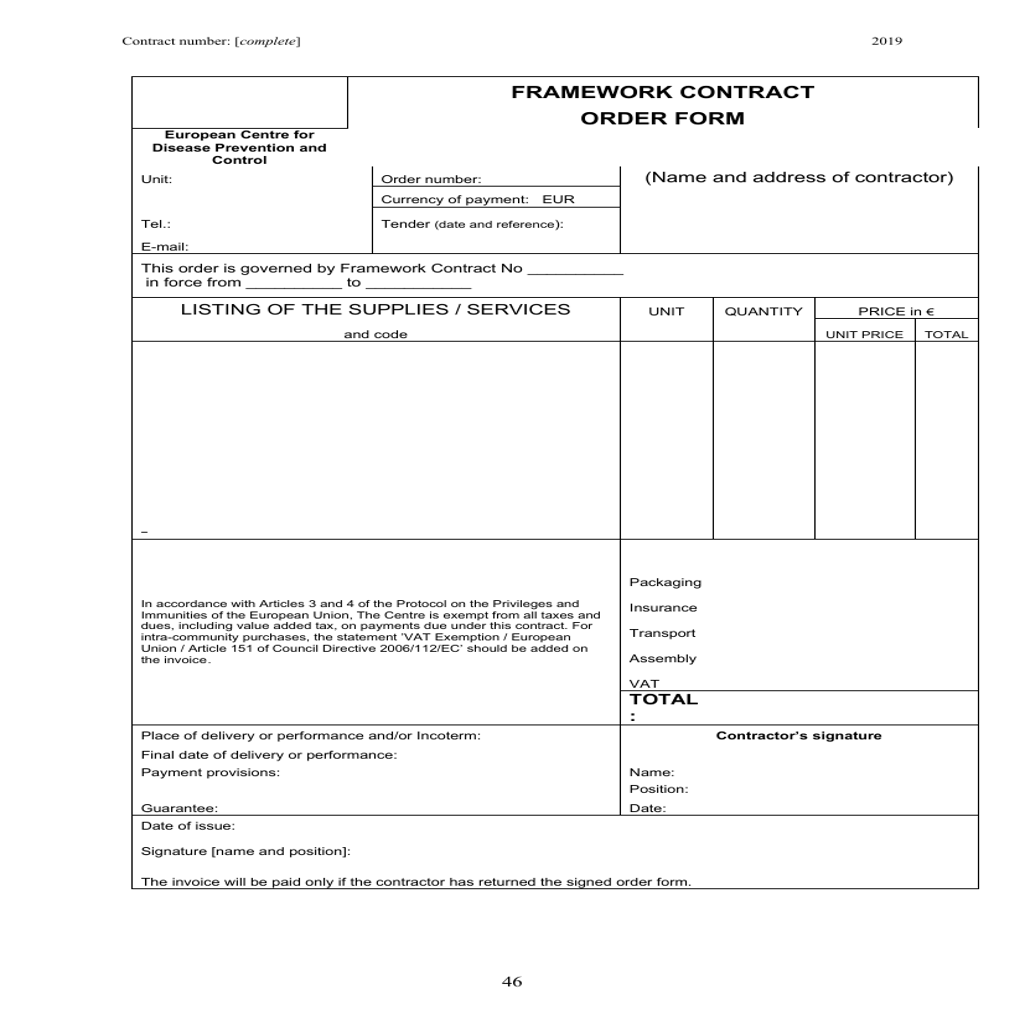 Contract number: [complete] 2019
FRAMEWORK CONTRACT
ORDER FORM
European Centre for
Disease Prevention and
Control
Unit:
Order number:
(Name and address of contractor)
Currency of payment: EUR
Tel.:
Tender (date and reference):
E-mail:
This order is governed by Framework Contract No ___________
in force from ___________ to ____________
LISTING OF THE SUPPLIES / SERVICES
UNIT
QUANTITY
PRICE in €
and code
UNIT PRICE
TOTAL
–
In accordance with Articles 3 and 4 of the Protocol on the Privileges and
Immunities of the European Union, The Centre is exempt from all taxes and
dues, including value added tax, on payments due under this contract. For
intra-community purchases, the statement 'VAT Exemption / European
Union / Article 151 of Council Directive 2006/112/EC' should be added on
the invoice.
Packaging
Insurance
Transport
Assembly
VAT
TOTAL
:
Place of delivery or performance and/or Incoterm:
Final date of delivery or performance:
Payment provisions:
Guarantee:
Contractor's signature
Name:
Position:
Date:
Date of issue:
Signature [name and position]:
The invoice will be paid only if the contractor has returned the signed order form.
46